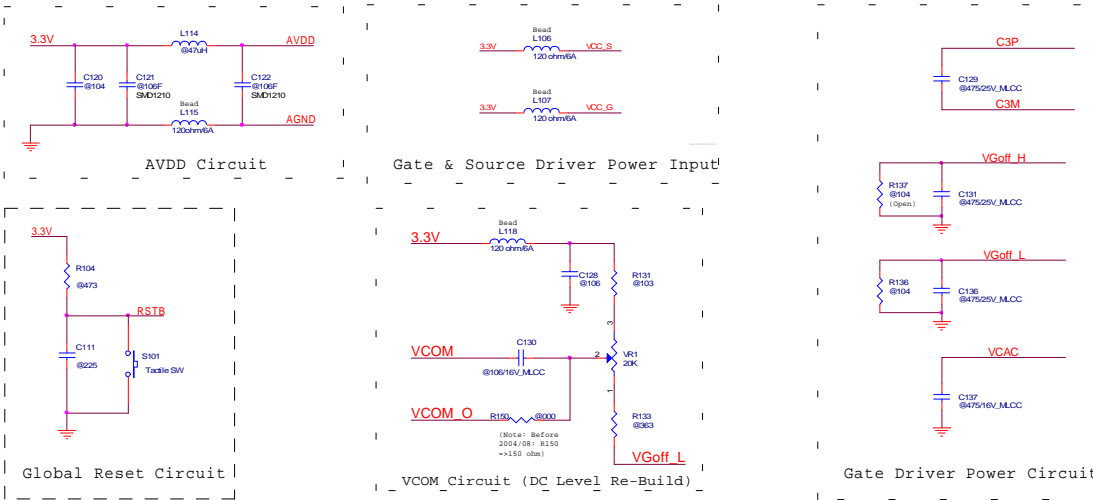 3.3V
L114
@47uH
AVDD
C120
@104
C121
@106F
SMD1210
C122
@106F
SMD1210
Bead
L115
120ohm/6A
AGND
AVDD Circuit
Bead
L106
3.3V
VCC_S
120 ohm/6A
Bead
L107
3.3V
VCC_G
120 ohm/6A
Gate & Source Driver Power Input
C3P
C129
@475/25V_MLCC
C3M
VGoff_H
R137
@104
(Open)
C131
@475/25V_MLCC
VGoff_L
R136
@104
C136
@475/25V_MLCC
VCAC
C137
@475/16V_MLCC
Gate Driver Power Circuit
3.3V
R104
@473
RSTB
C111
@225
S101
Tactile SW
Global Reset Circuit
Bead
L118
3.3V
120 ohm/6A
C128
@106
R131
@103
3
VCOM
C130
@106/16V_MLCC
2
VR1
20K
1
VCOM_O
R150
@000
R133
@363
(Note: Before
2004/08: R150
=>150 ohm)
VGoff_L
VCOM Circuit (DC Level Re-Build)